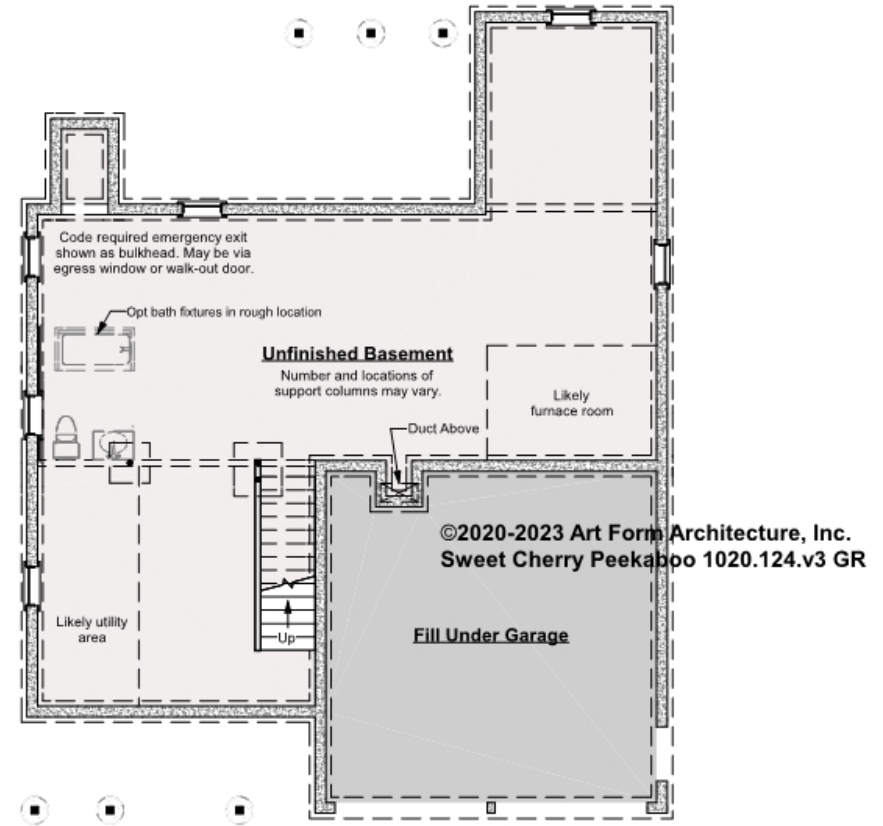 Code required emergency exit
shown as bulkhead. May be via
egress window or walk-out door.
Opt bath fixtures in rough location
Unfinished Basement
Number and locations of
support columns may vary.
Likely
furnace room
Duct Above
©2020-2023 Art Form Architecture, Inc.
Sweet Cherry Peekaboo 1020.124.v3 GR
Likely utility
area
Up
Fill Under Garage